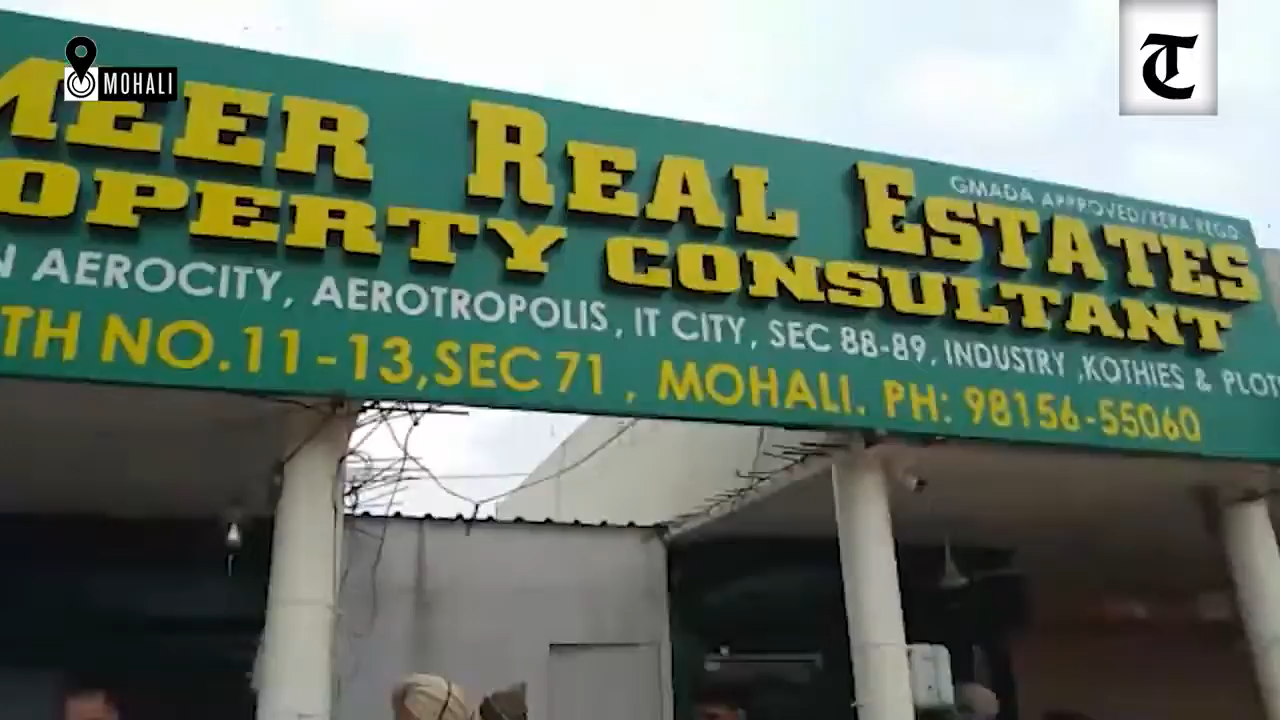 MOHALI
T
MEER REAL ESTATES
GMADA APPROVED/RERA REGD
OPERTY CONSULTANT
N AEROCITY, AEROTROPOLIS, IT CITY, SEC 88-89, INDUSTRY ,KOTHIES & PLOT
TH NO.11-13,SEC 71 , MOHALI. PH: 98156-55060